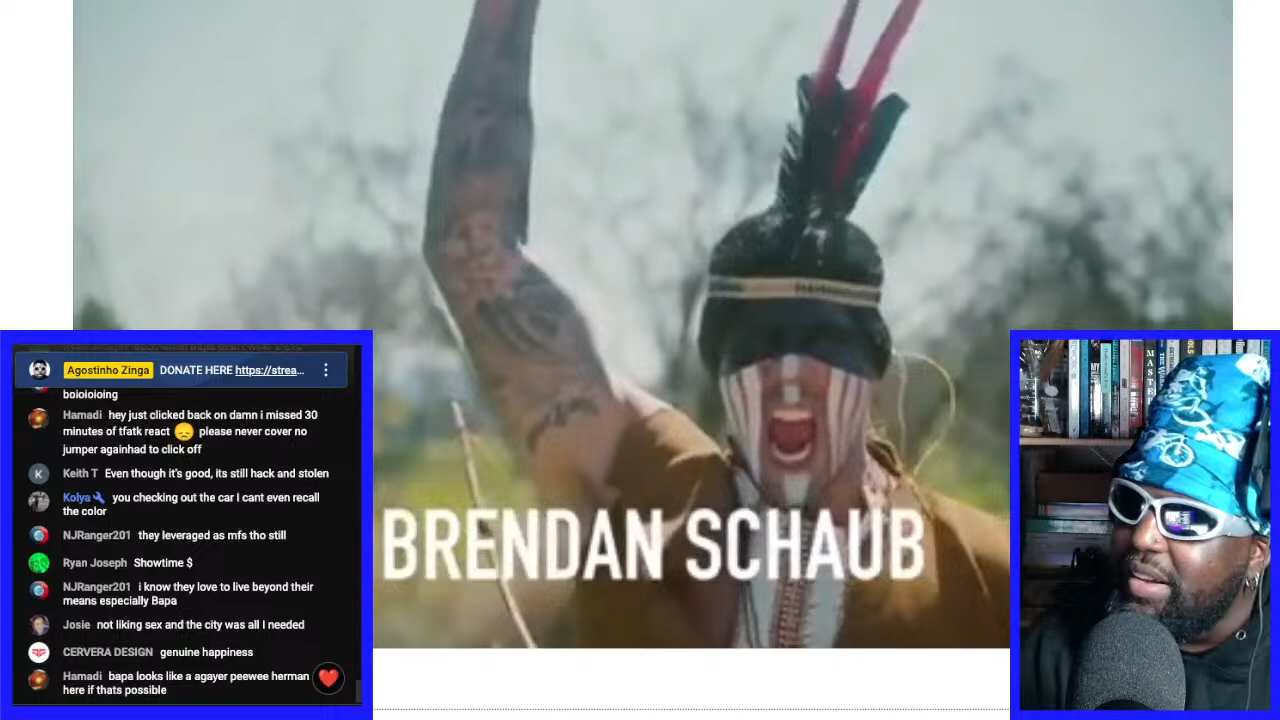 BRENDAN SCHAUB
Agostinho Zinga DONATE HERE https://strea...
boloioloing
Hamadi hey just clicked back on damn i missed 30
minutes of tfatk react 😞 please never cover no
jumper againhad to click off
K
Keith T Even though it's good, its still hack and stolen
Kolya🔧 you checking out the car I cant even recall
the color
NJRanger201 they leveraged as mfs tho still
Ryan Joseph Showtime $
NJRanger201 i know they love to live beyond their
means especially Bapa
Josie not liking sex and the city was all I needed
CERVERA DESIGN genuine happiness
Hamadi bapa looks like a agayer peewee herman
here if thats possible
MASTE